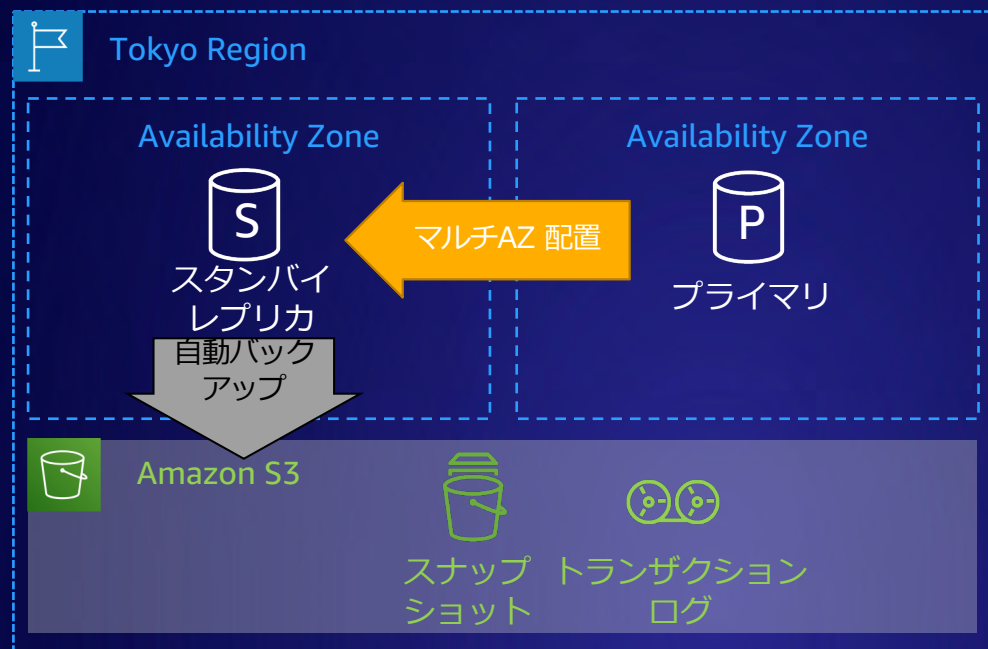 Tokyo Region
Availability Zone
Availability Zone
S
P
マルチAZ 配置
スタンバイ
レプリカ
プライマリ
自動バック
アップ
Amazon S3
スナップ
ショット
トランザクション
ログ